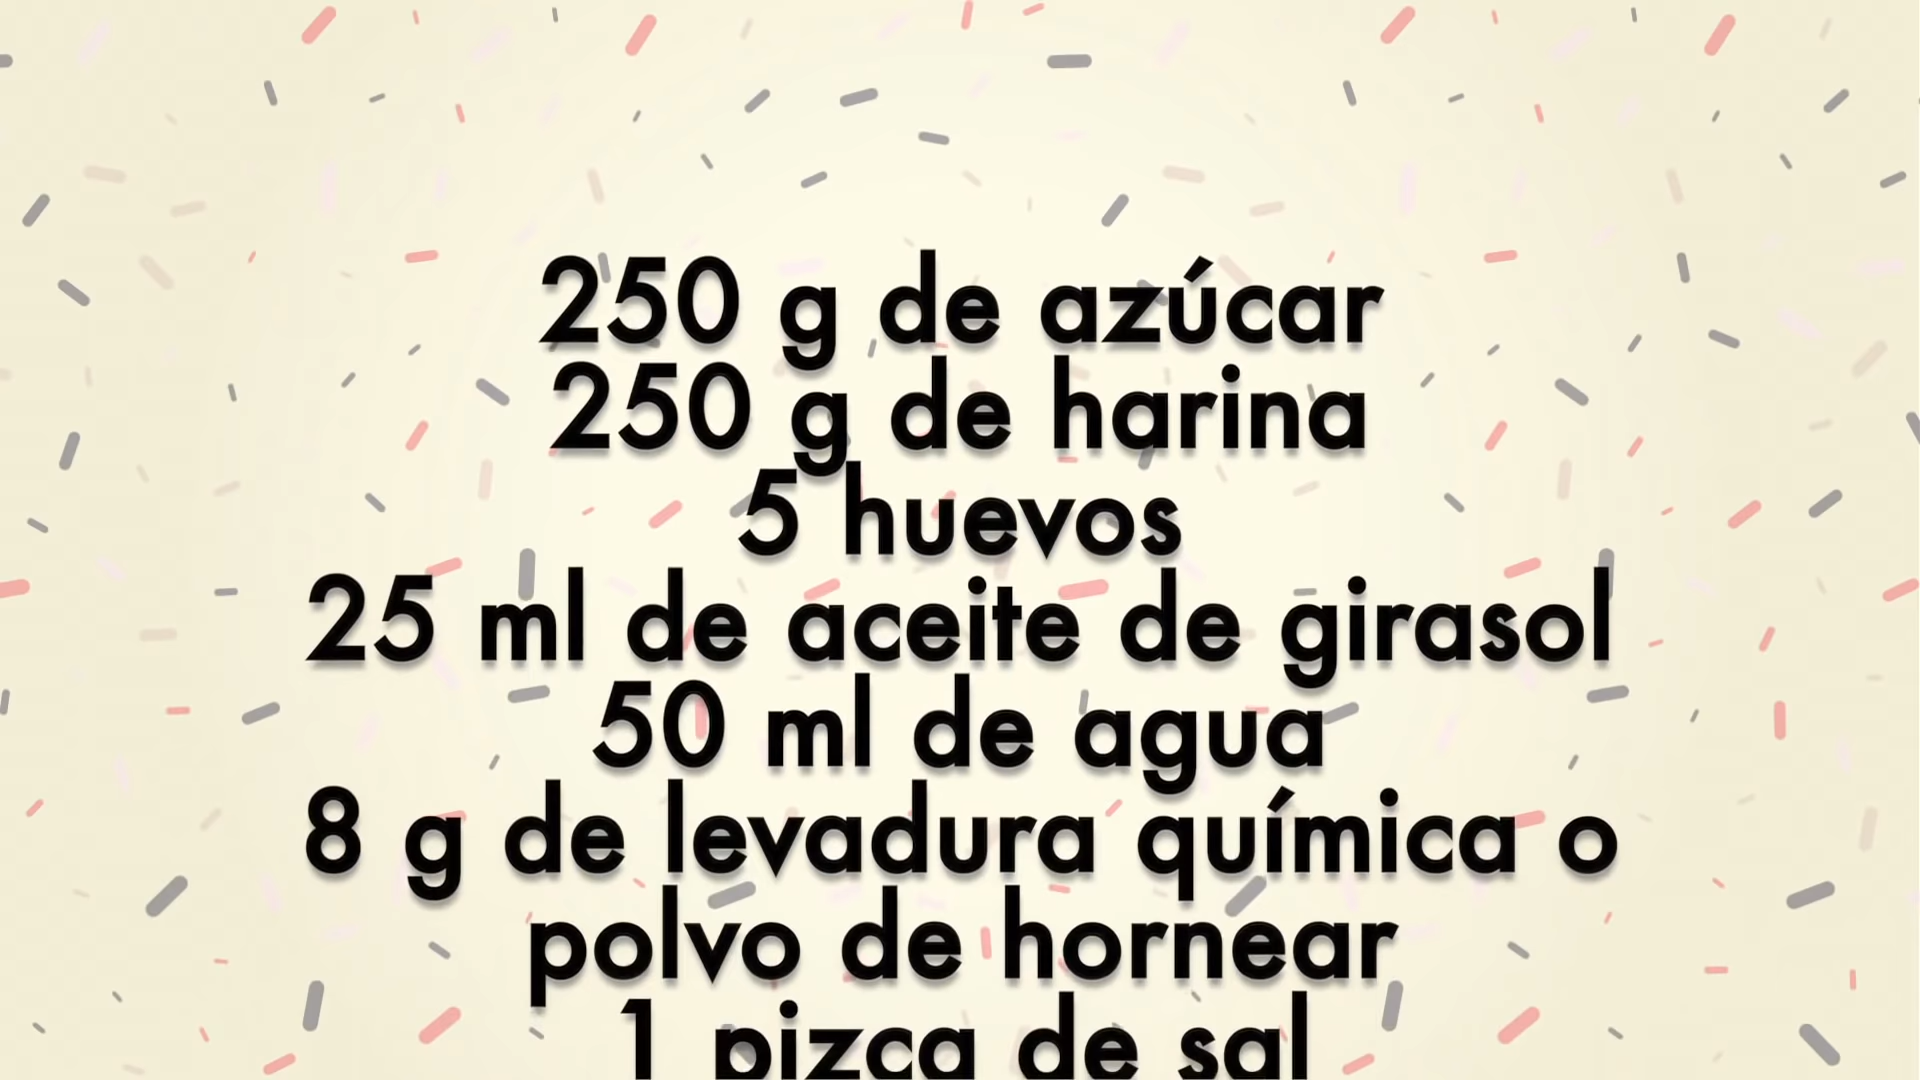 250 g de azúcar
250 g de harina
5 huevos
25 ml de aceite de girasol
50 ml de agua
8 g de levadura química o
polvo de hornear
1 pizca de sal